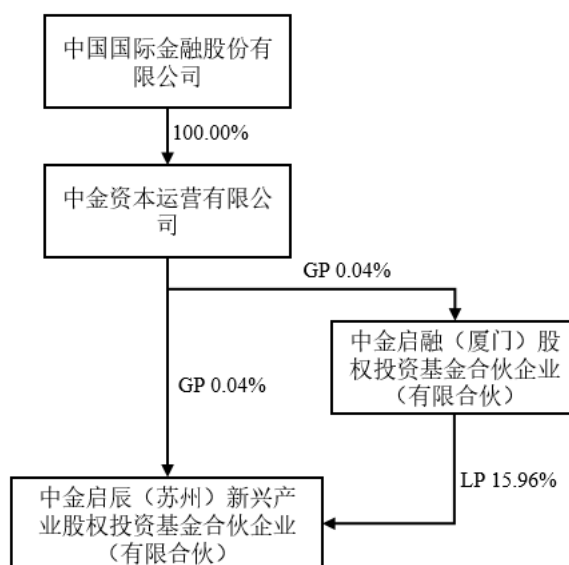 中国国际金融股份有
限公司
100.00%
中金资本运营有限公
司
GP 0.04%
中金启融（厦门）股
权投资基金合伙企业
（有限合伙）
GP 0.04%
LP 15.96%
中金启辰（苏州）新兴产
业股权投资基金合伙企业
（有限合伙）